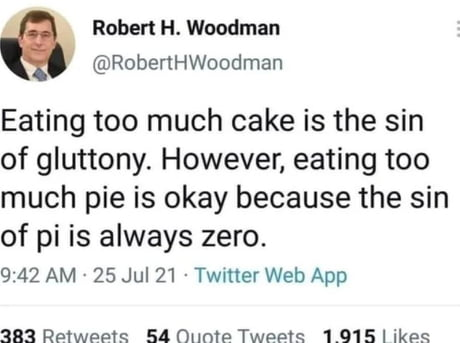 Robert H. Woodman
@RobertHWoodman
Eating too much cake is the sin
of gluttony. However, eating too
much pie is okay because the sin
of pi is always zero.
9:42 AM · 25 Jul 21 · Twitter Web App
383 Retweets 54 Quote Tweets 1,915 Likes